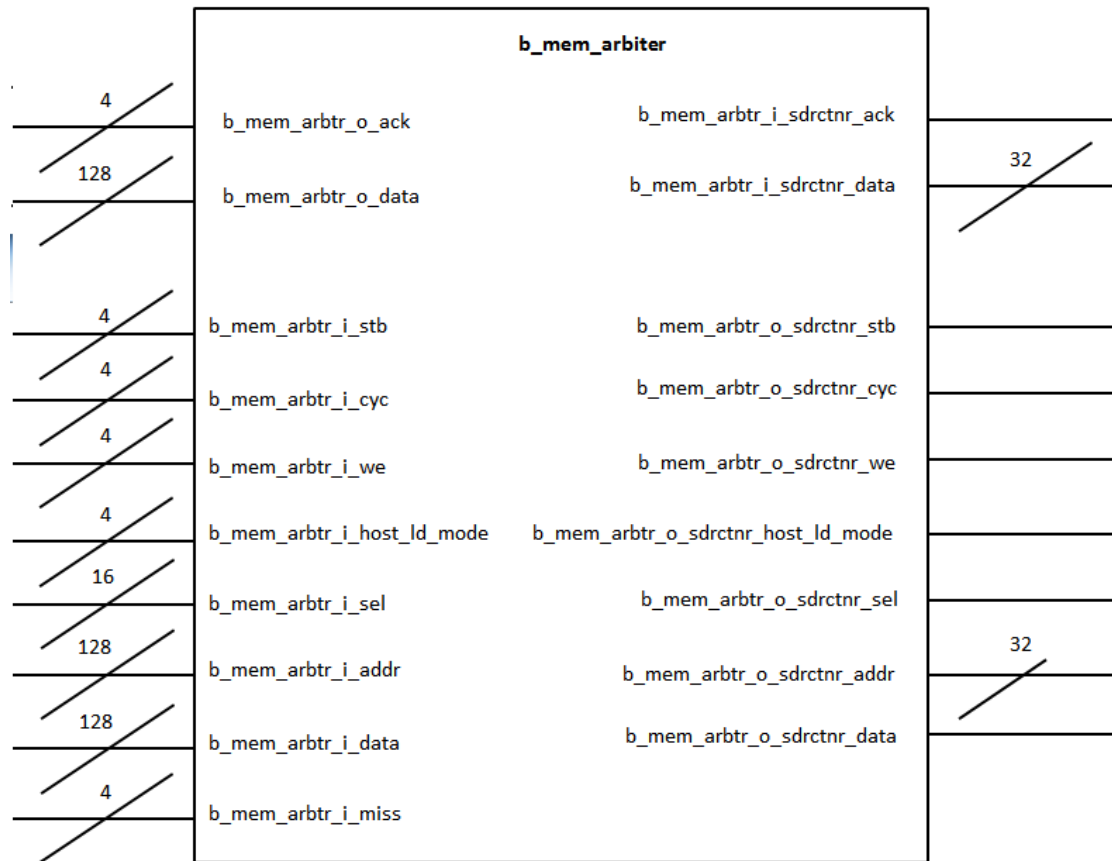 b_mem_arbiter
4
b_mem_arbtr_o_ack
b_mem_arbtr_i_sdrctnr_ack
128
b_mem_arbtr_o_data
b_mem_arbtr_i_sdrctnr_data
32
4
b_mem_arbtr_i_stb
b_mem_arbtr_o_sdrctnr_stb
4
b_mem_arbtr_i_cyc
b_mem_arbtr_o_sdrctnr_cyc
4
b_mem_arbtr_i_we
b_mem_arbtr_o_sdrctnr_we
4
b_mem_arbtr_i_host_ld_mode
b_mem_arbtr_o_sdrctnr_host_ld_mode
16
b_mem_arbtr_i_sel
b_mem_arbtr_o_sdrctnr_sel
128
b_mem_arbtr_i_addr
b_mem_arbtr_o_sdrctnr_addr
32
128
b_mem_arbtr_i_data
b_mem_arbtr_o_sdrctnr_data
4
b_mem_arbtr_i_miss